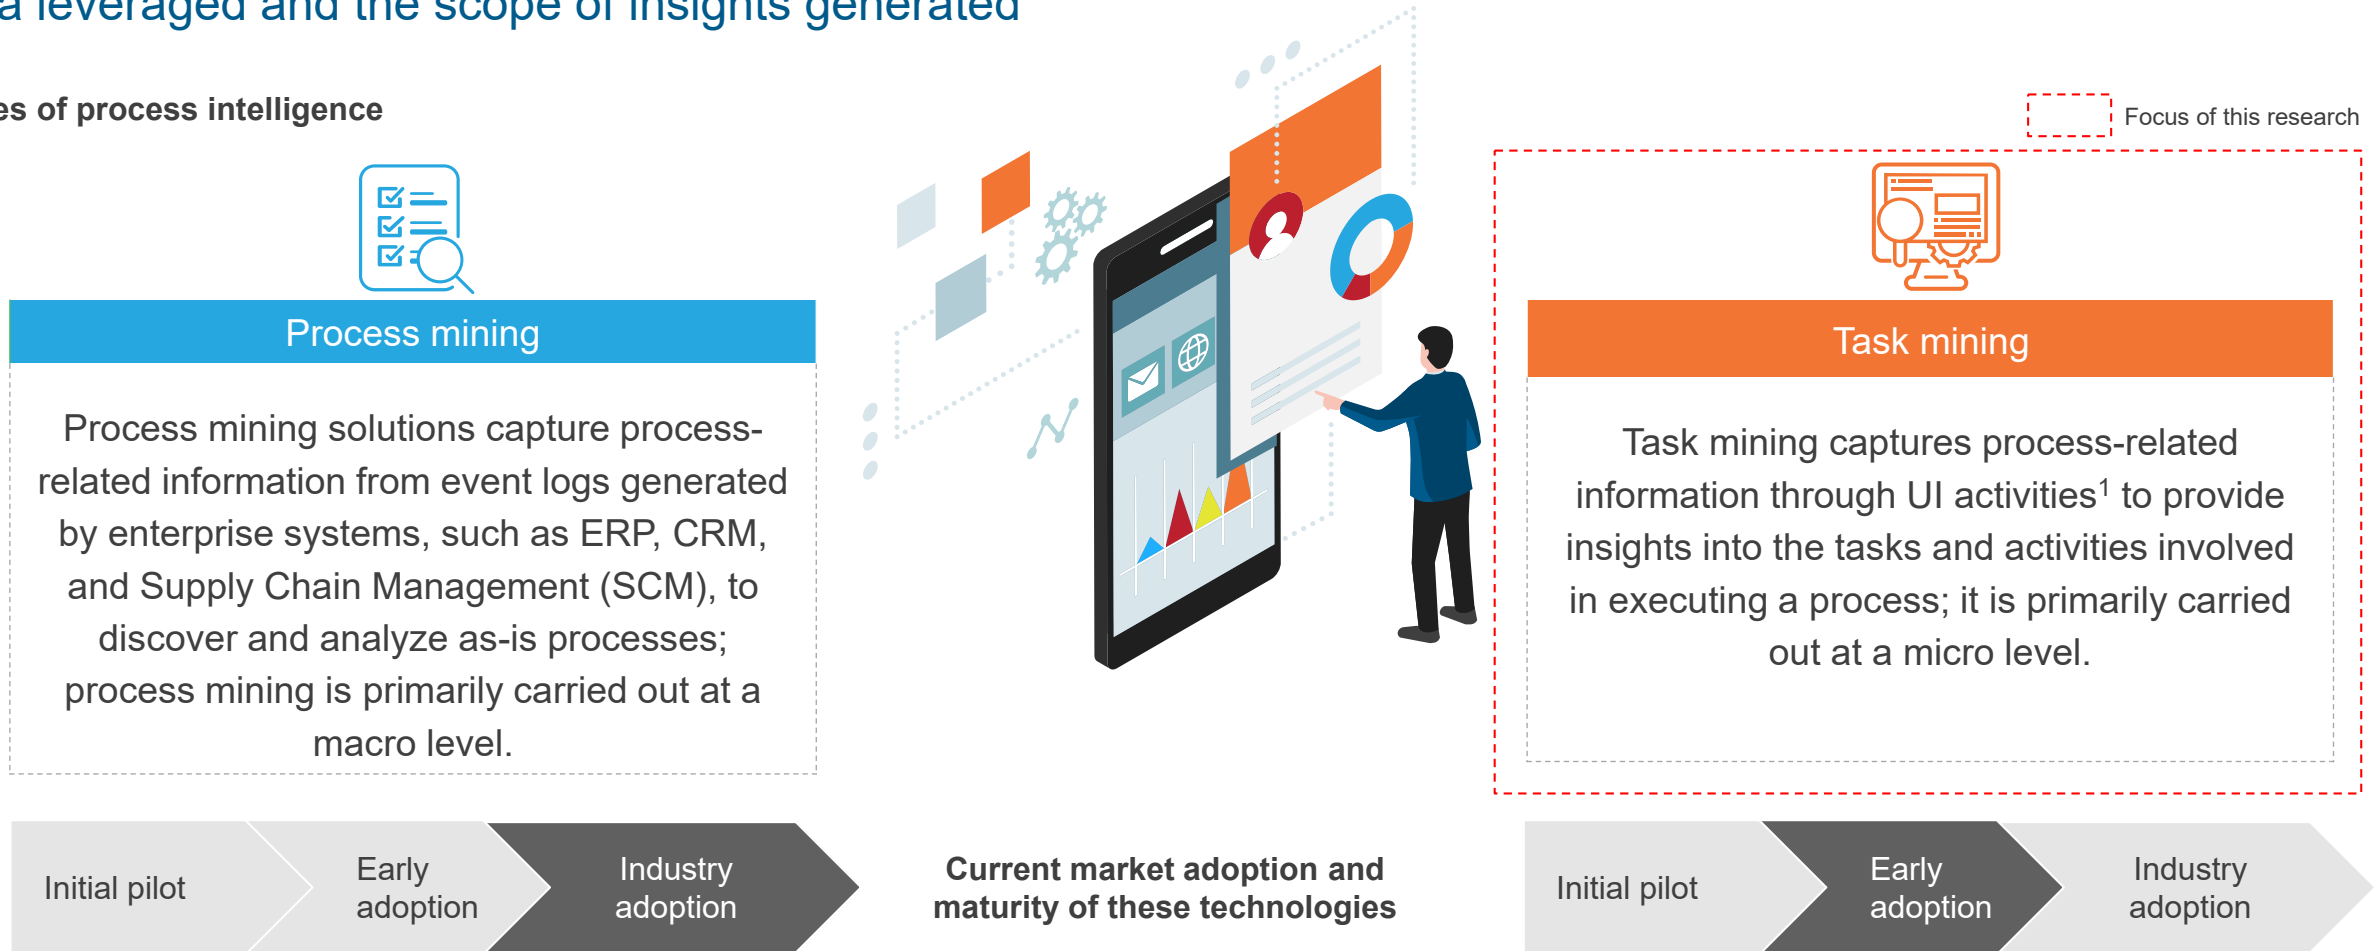 a leveraged and the scope of insights generated
es of process intelligence
Focus of this research
Process mining
Process mining solutions capture process-
related information from event logs generated
by enterprise systems, such as ERP, CRM,
and Supply Chain Management (SCM), to
discover and analyze as-is processes;
process mining is primarily carried out at a
macro level.
Task mining
Task mining captures process-related
information through UI activities¹ to provide
insights into the tasks and activities involved
in executing a process; it is primarily carried
out at a micro level.
Initial pilot
Early
adoption
Industry
adoption
Current market adoption and
maturity of these technologies
Initial pilot
Early
adoption
Industry
adoption